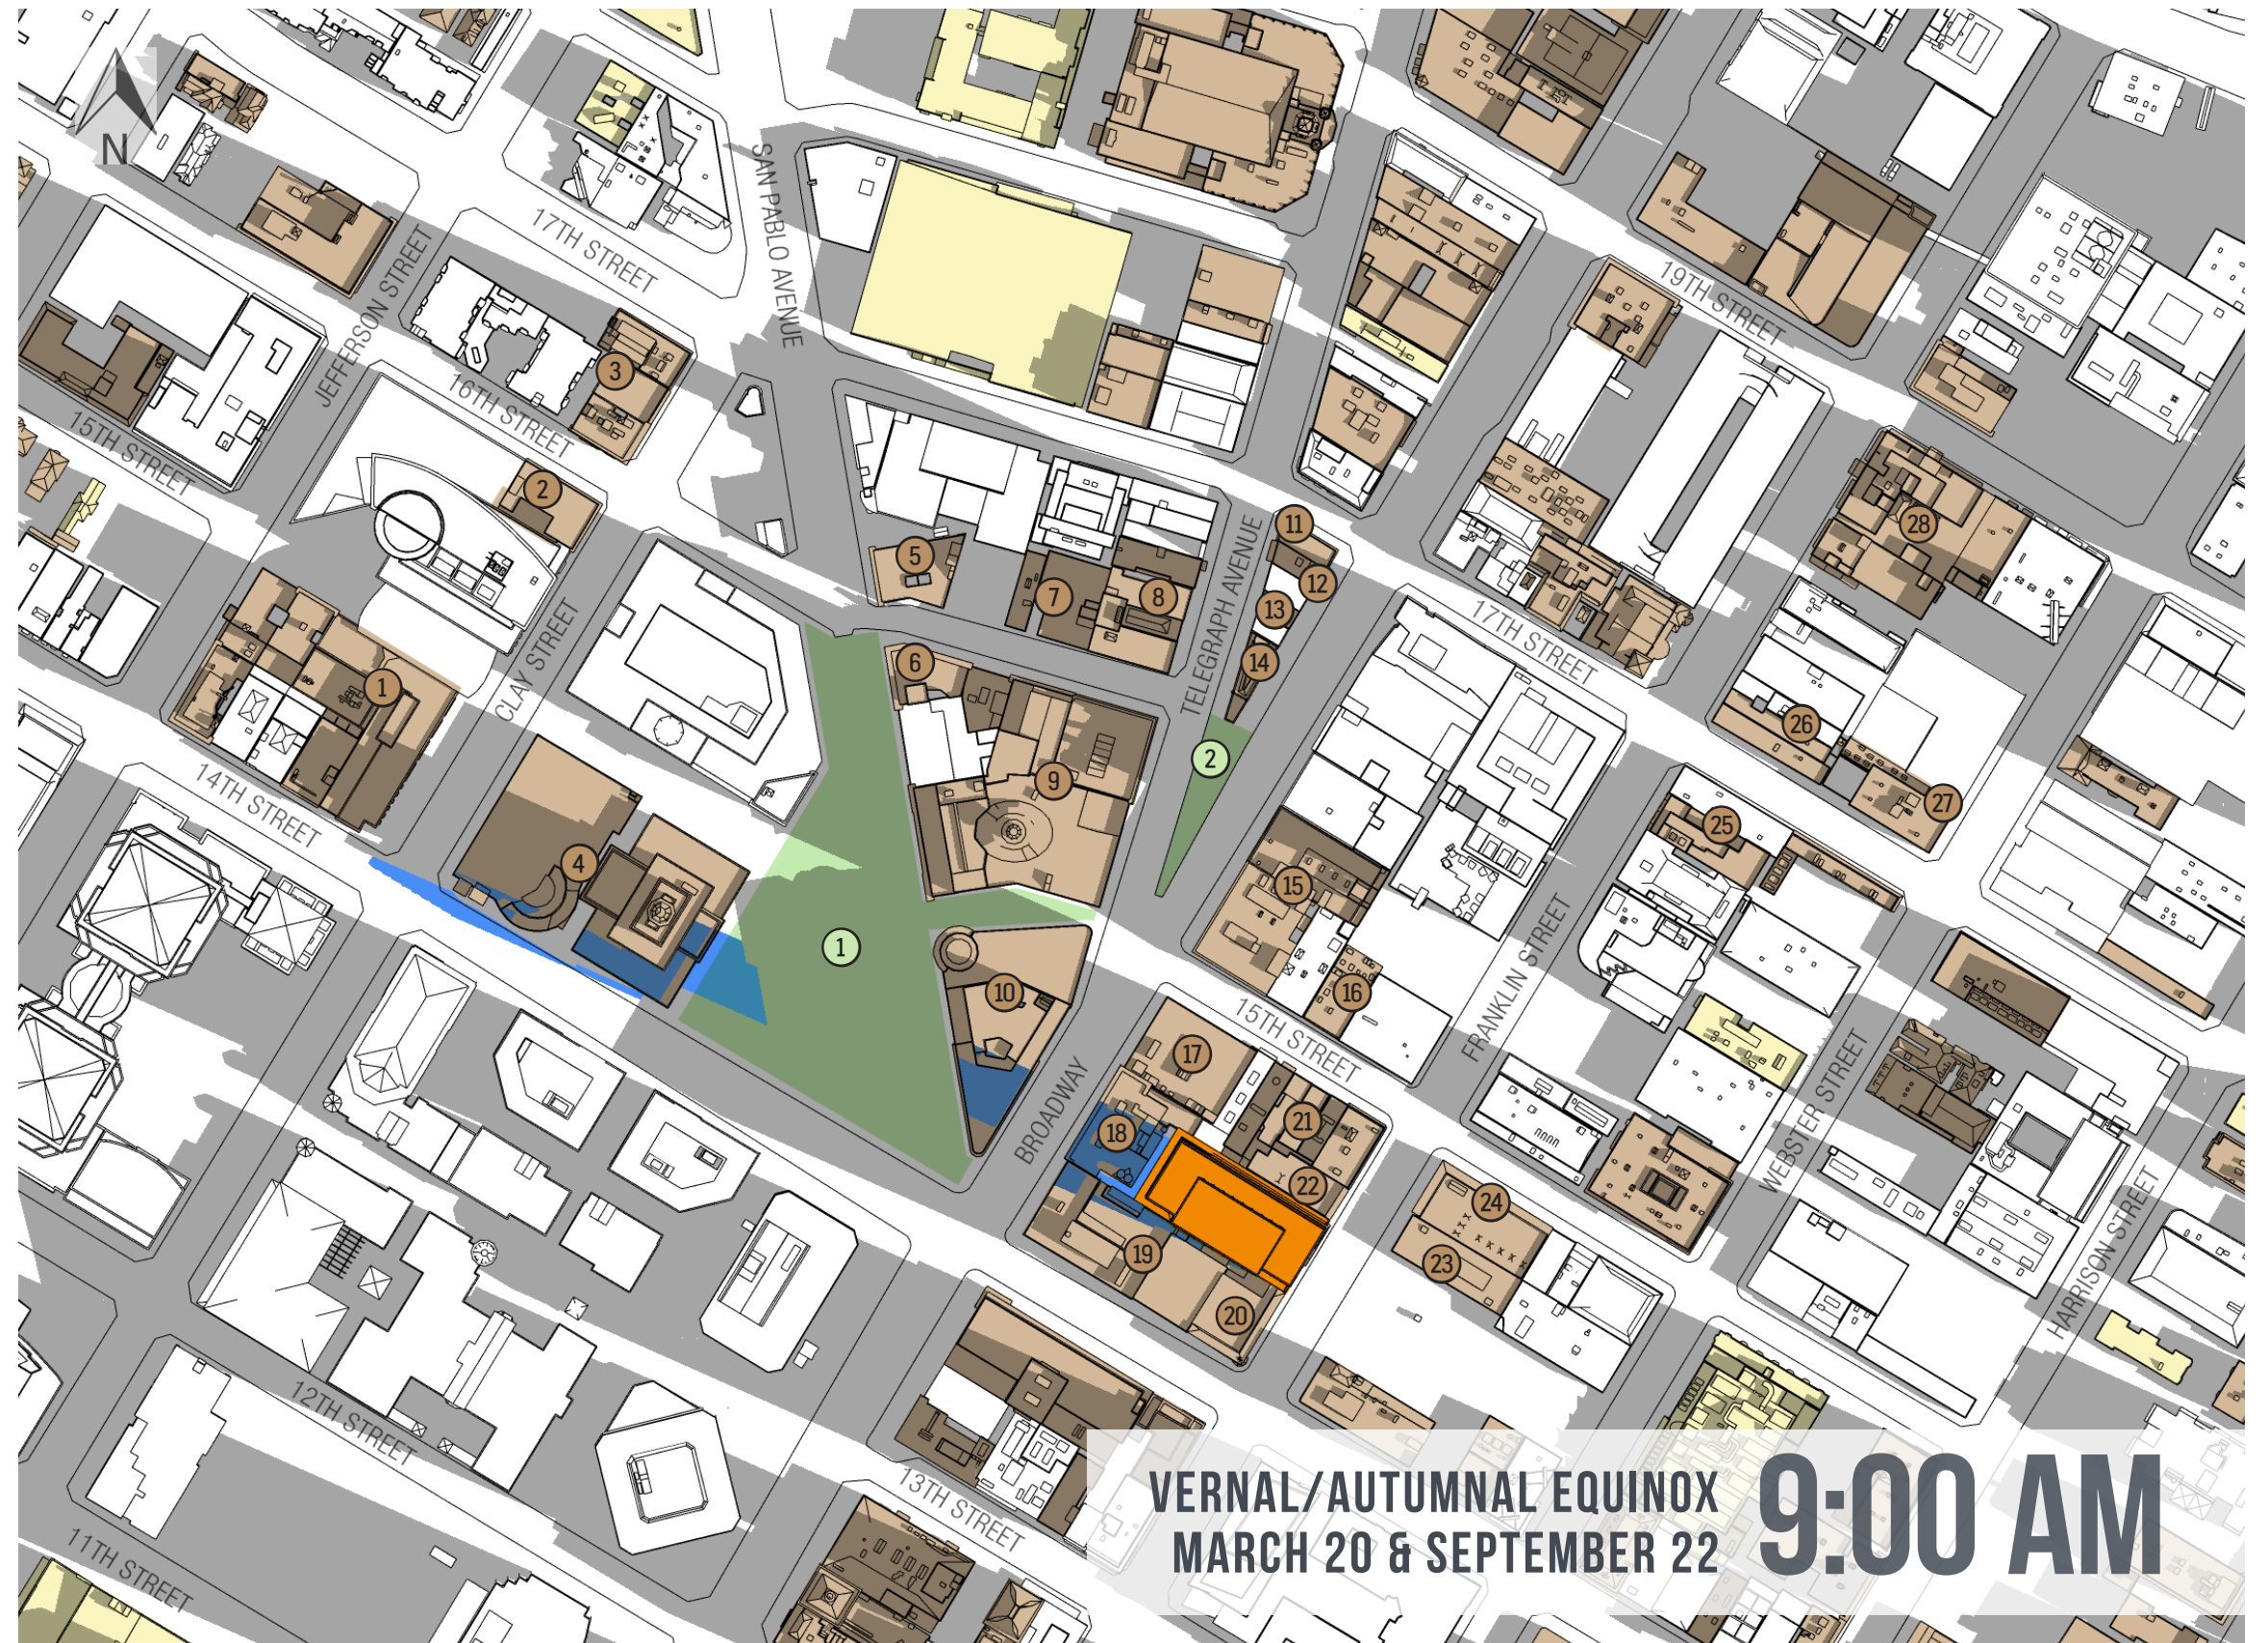 N
SAN PABLO AVENUE
17TH STREET
JEFFERSON STREET
19TH STREET
3
16TH STREET
15TH STREET
2
28
11
5
TELEGRAPH AVENUE
12
7
8
13
17TH STREET
CLAY STREET
6
14
1
26
2
9
27
14TH STREET
25
4
15
FRANKLIN STREET
1
10
16
15TH STREET
17
BROADWAY
WEBSTER STREET
18
21
22
24
HARRISON STREET
19
23
20
12TH STREET
13TH STREET
11TH STREET
VERNAL/AUTUMNAL EQUINOX
MARCH 20 & SEPTEMBER 22
9:00 AM